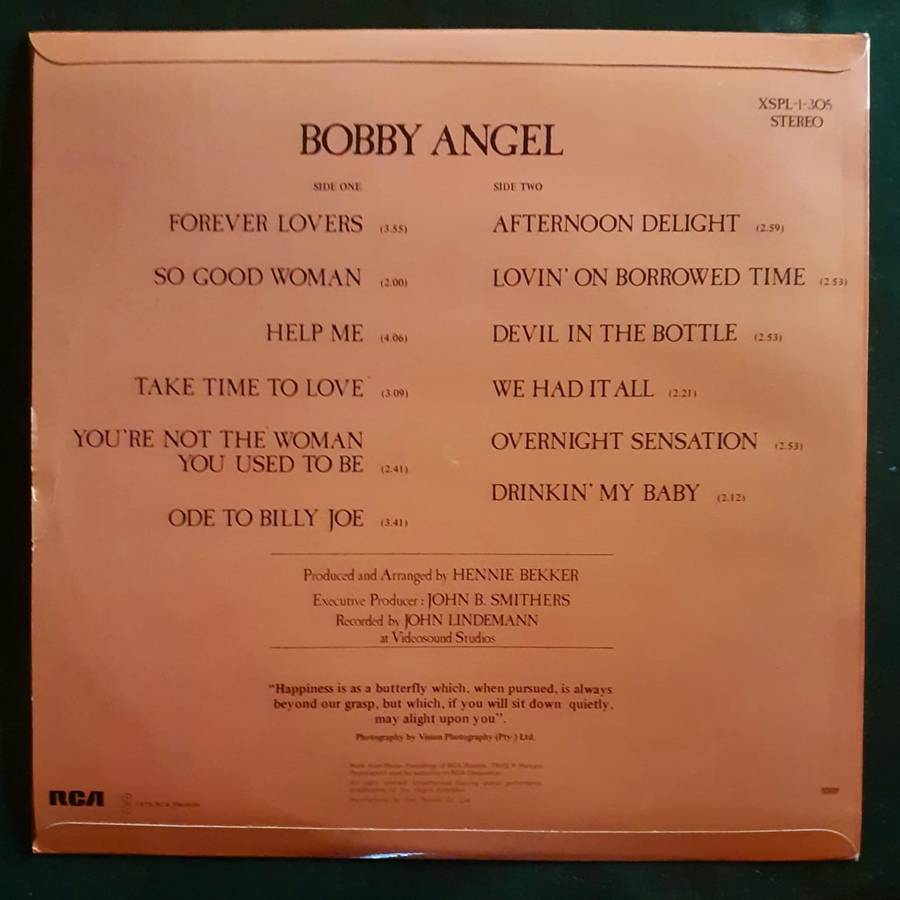 XSPL-1-305
STEREO
BOBBY ANGEL
SIDE ONE
FOREVER LOVERS (3.55)
SO GOOD WOMAN (2.00)
HELP ME (4.06)
TAKE TIME TO LOVE (3.09)
YOU'RE NOT THE WOMAN
YOU USED TO BE (2.41)
ODE TO BILLY JOE (3.41)
SIDE TWO
AFTERNOON DELIGHT (2.59)
LOVIN' ON BORROWED TIME (2.53)
DEVIL IN THE BOTTLE (2.53)
WE HAD IT ALL (2.21)
OVERNIGHT SENSATION (2.53)
DRINKIN' MY BABY (2.12)
Produced and Arranged by HENNIE BEKKER
Executive Producer: JOHN B. SMITHERS
Recorded by JOHN LINDEMANN
at Videosound Studios
"Happiness is as a butterfly which, when pursued, is always
beyond our grasp, but which, if you will sit down quietly,
may alight upon you".
Photography by Vision Photography (Pty.) Ltd.
RCA
RCA Records